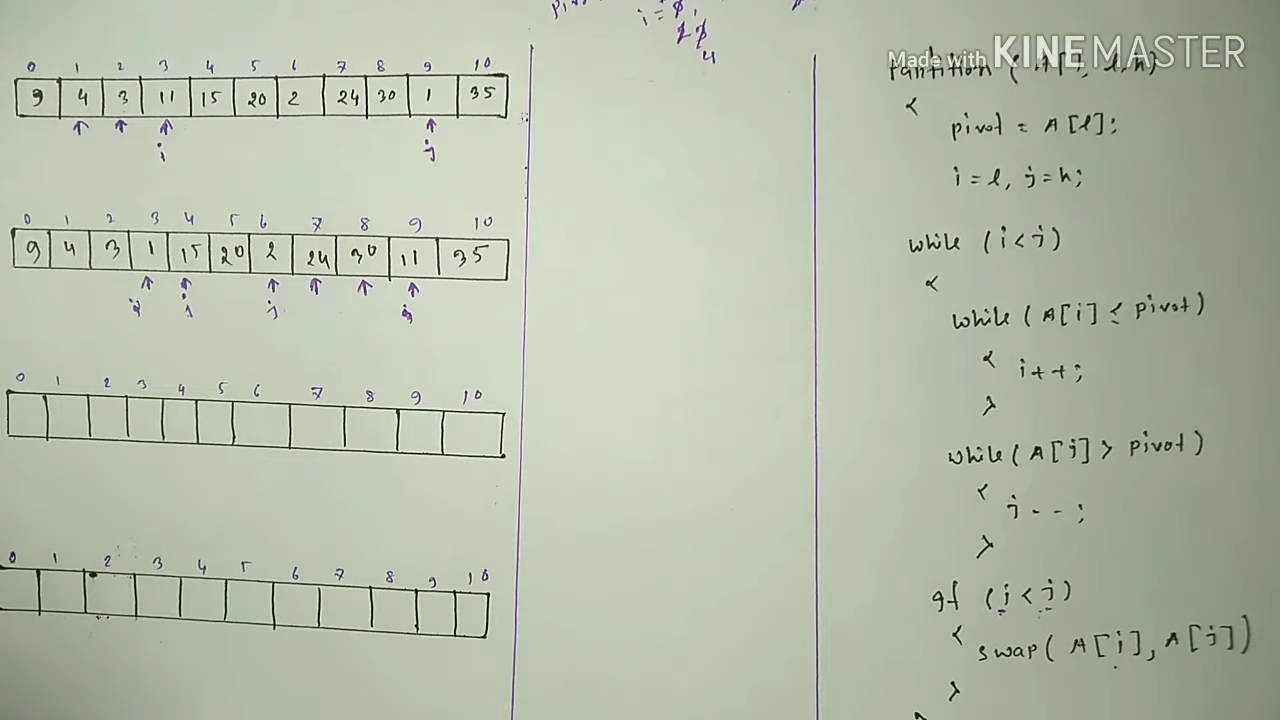 i = 0,
4
Made with KINEMASTER
Partition ( A[ ], l, h)
0 1 2 3 4 5 6 7 8 9 10
9 4 3 11 15 20 2 24 30 1 35
i j
{
pivot = A[l];
i = l, j = h;
0 1 2 3 4 5 6 7 8 9 10
9 4 3 1 15 20 2 24 30 11 35
i i j j
while (i < j)
{
while ( A[i] ≤ pivot)
{ i++;
}
0 1 2 3 4 5 6 7 8 9 10
while ( A[j] > pivot)
{ j--;
}
0 1 2 3 4 5 6 7 8 9 10
if (i < j)
{ swap( A[i], A[j])
}